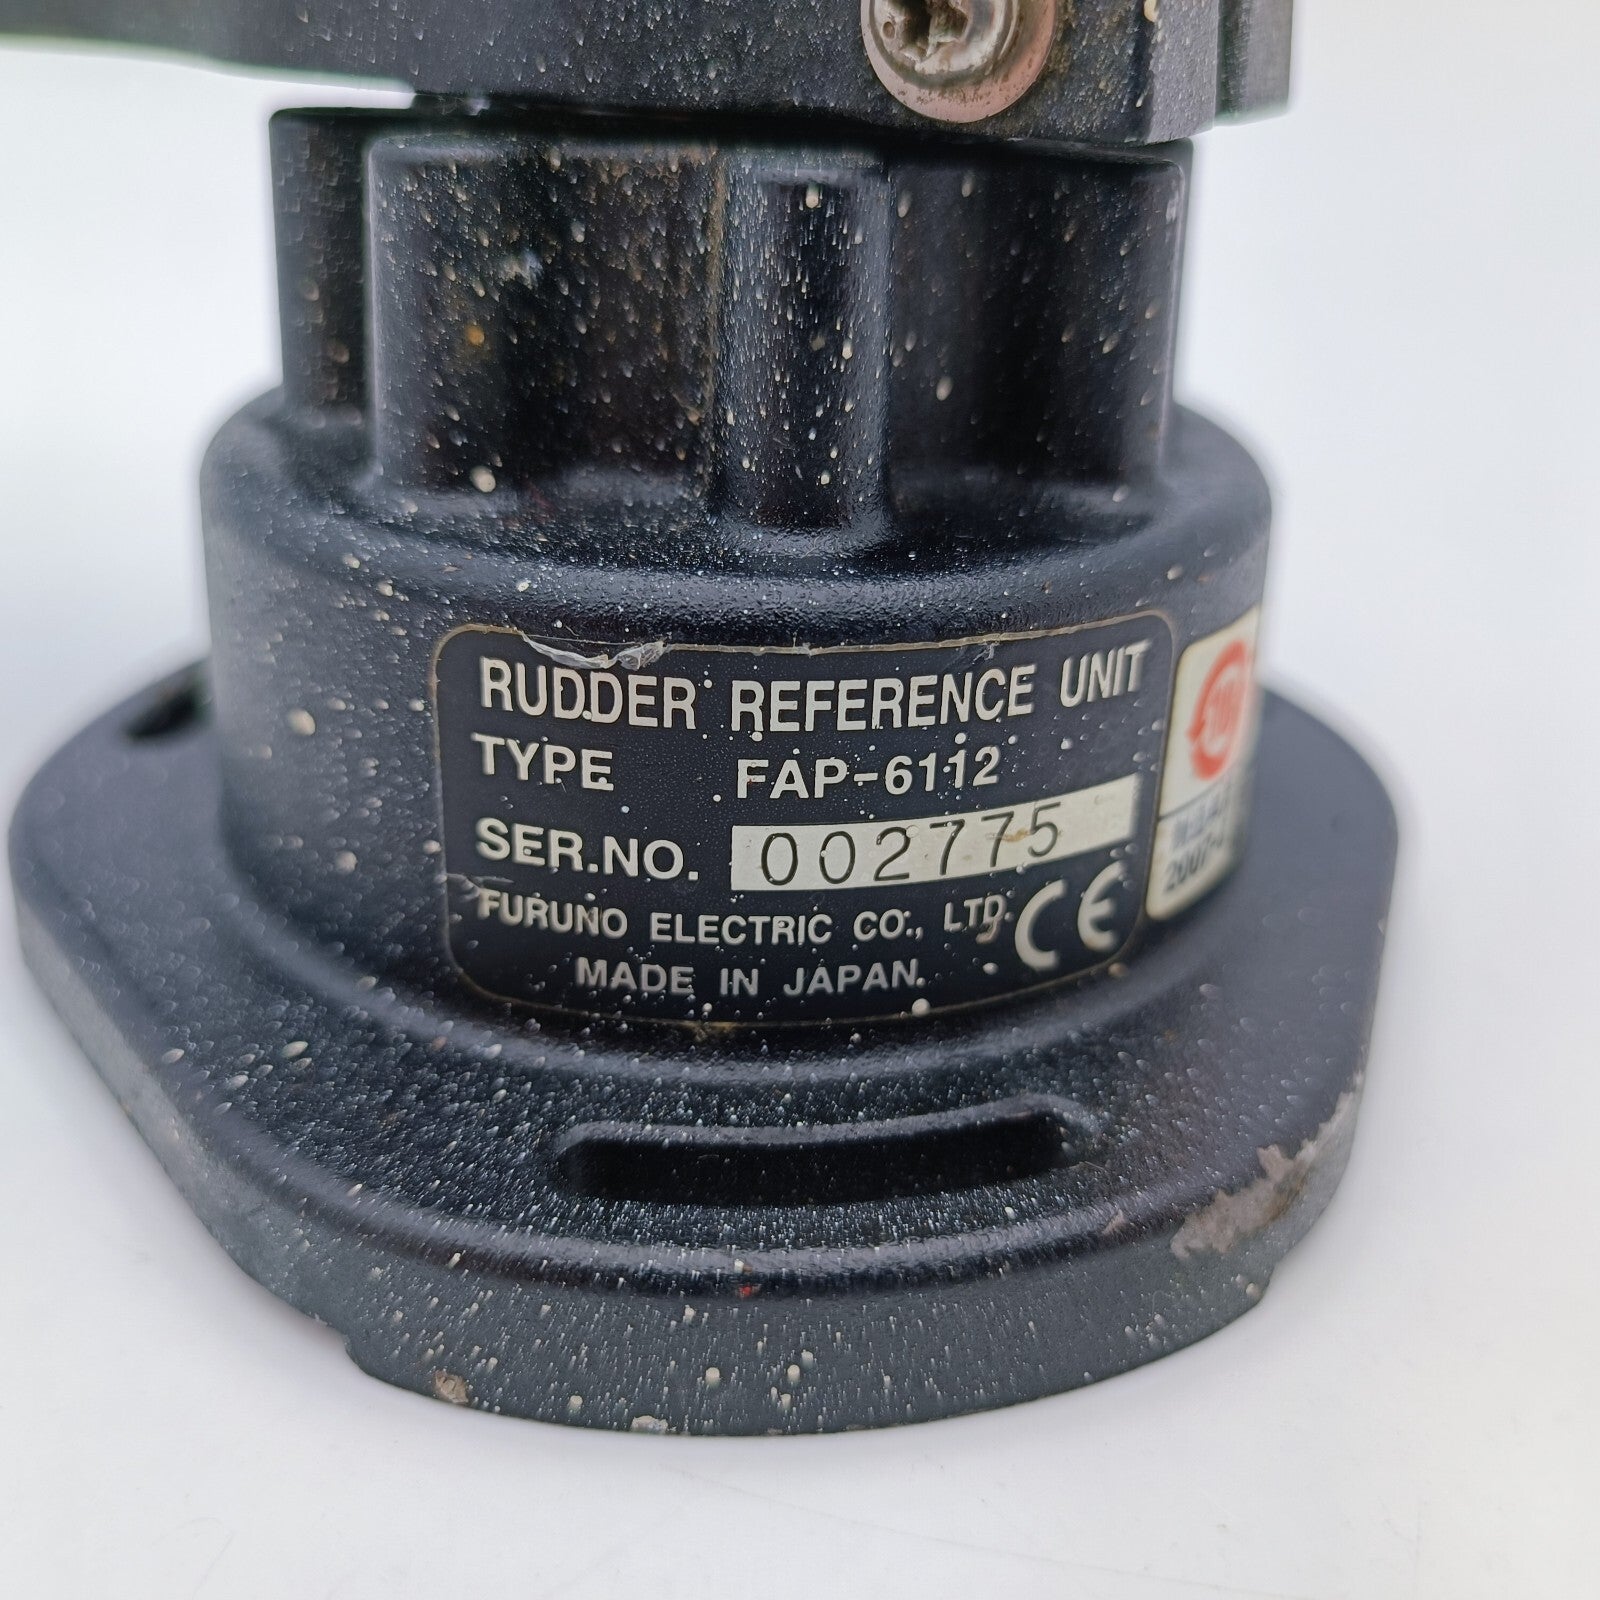 RUDDER REFERENCE UNIT
TYPE FAP-6112
SER.NO. 002775
FURUNO ELECTRIC CO., LTD.
CE
MADE IN JAPAN